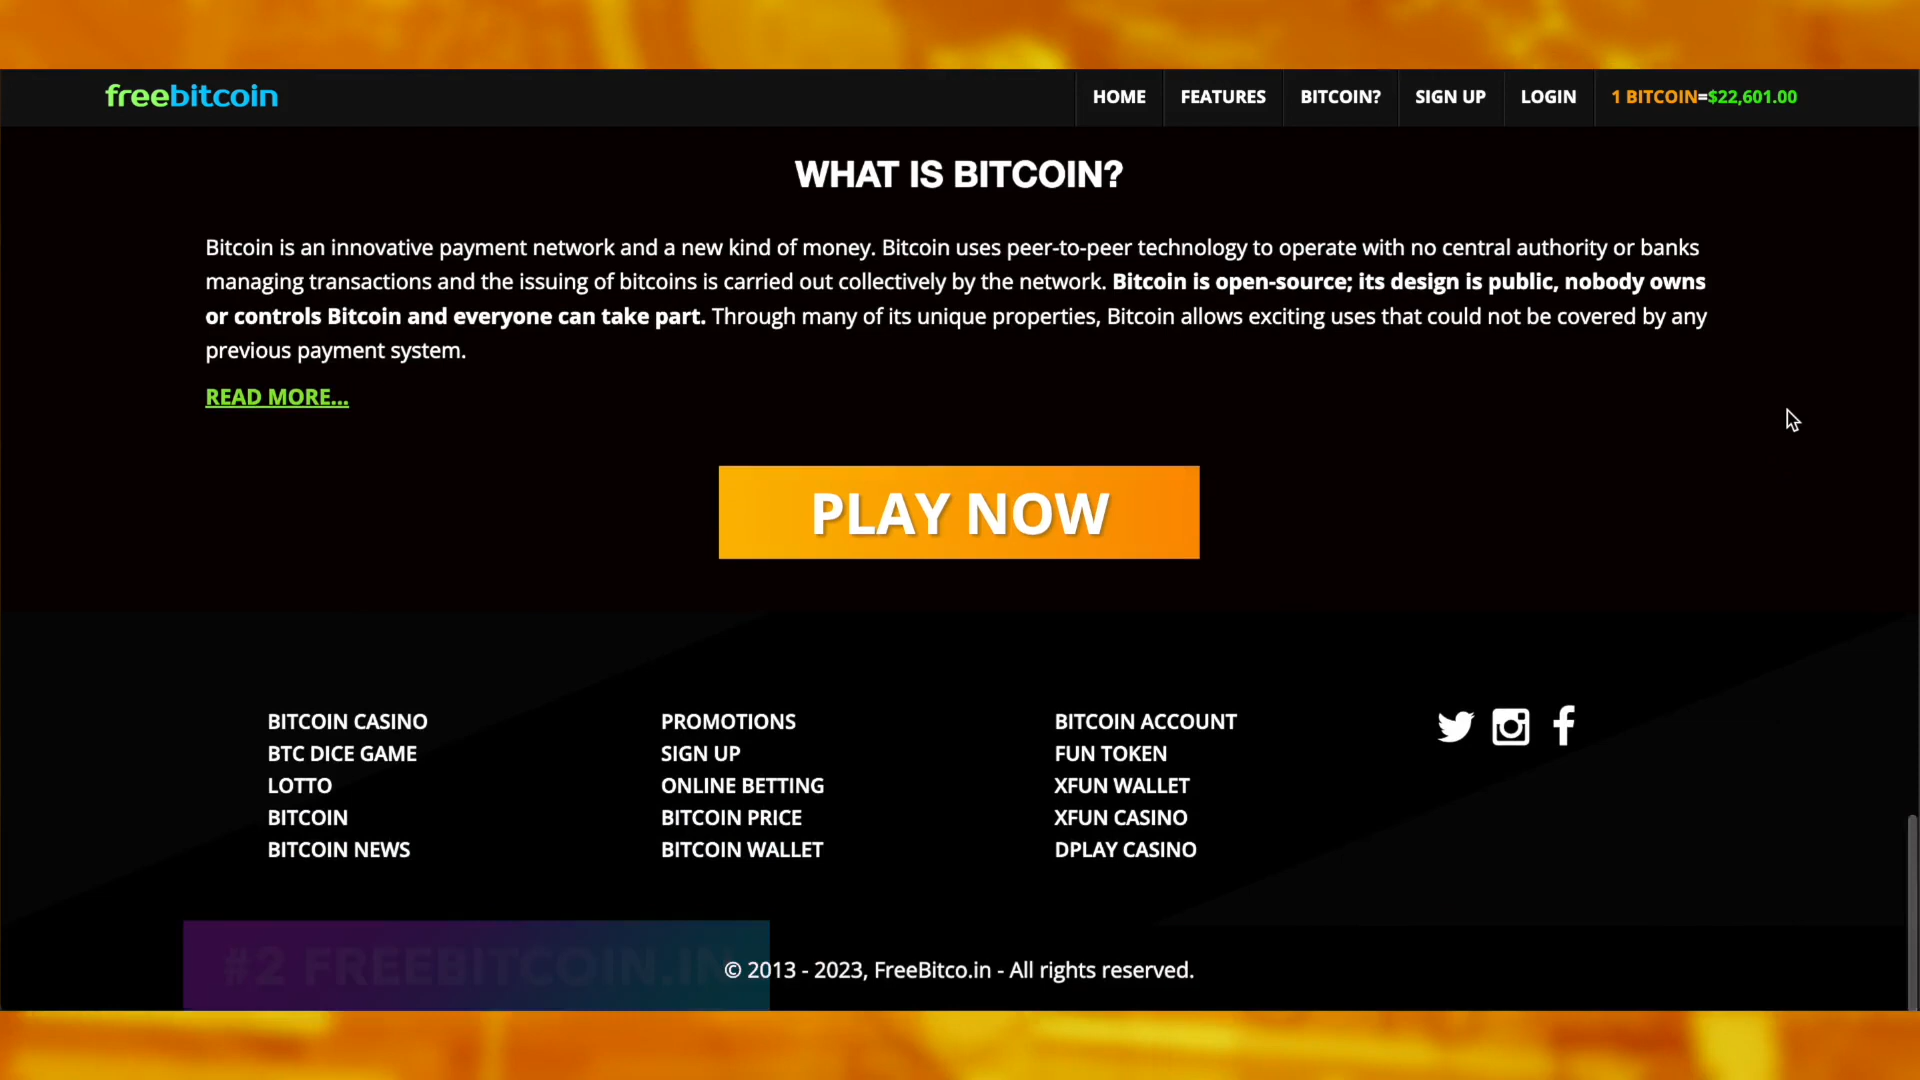 freebitcoin
HOME
FEATURES
BITCOIN?
SIGN UP
LOGIN
1 BITCOIN=$22,601.00
WHAT IS BITCOIN?
Bitcoin is an innovative payment network and a new kind of money. Bitcoin uses peer-to-peer technology to operate with no central authority or banks
managing transactions and the issuing of bitcoins is carried out collectively by the network. Bitcoin is open-source; its design is public, nobody owns
or controls Bitcoin and everyone can take part. Through many of its unique properties, Bitcoin allows exciting uses that could not be covered by any
previous payment system.
READ MORE...
PLAY NOW
BITCOIN CASINO
BTC DICE GAME
LOTTO
BITCOIN
BITCOIN NEWS
PROMOTIONS
SIGN UP
ONLINE BETTING
BITCOIN PRICE
BITCOIN WALLET
BITCOIN ACCOUNT
FUN TOKEN
XFUN WALLET
XFUN CASINO
DPLAY CASINO
#2 FREEBITCOIN.IN
© 2013 - 2023, FreeBitco.in - All rights reserved.